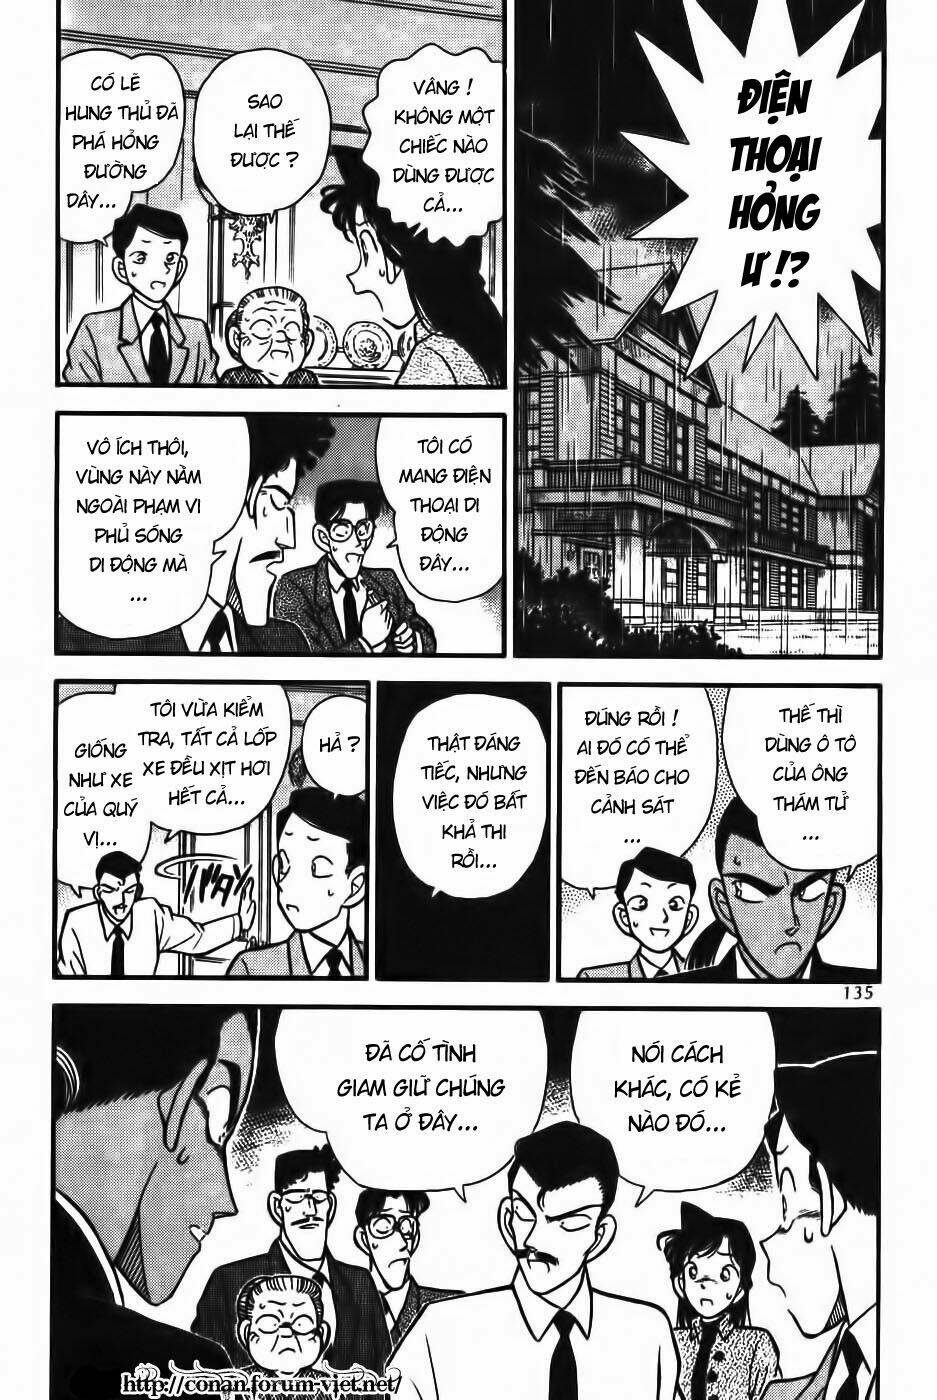 ĐIỆN
THOẠI
HỎNG
Ư !?
VÂNG !
KHÔNG MỘT
CHIẾC NÀO
DÙNG ĐƯỢC
CẢ...
SAO
LẠI THẾ
ĐƯỢC ?
CÓ LẼ
HUNG THỦ ĐÃ
PHÁ HỎNG
ĐƯỜNG
DÂY...
TÔI CÓ
MANG ĐIỆN
THOẠI DI
ĐỘNG
ĐÂY...
VÔ ÍCH THÔI,
VÙNG NÀY NẰM
NGOÀI PHẠM VI
PHỦ SÓNG
DI ĐỘNG MÀ
...
THẾ THÌ
DÙNG Ô TÔ
CỦA ÔNG
THÁM TỬ
...
ĐÚNG RỒI !
AI ĐÓ CÓ THỂ
ĐẾN BÁO CHO
CẢNH SÁT
...
THẬT ĐÁNG
TIẾC, NHƯNG
VIỆC ĐÓ BẤT
KHẢ THI
RỒI...
HẢ ?
TÔI VỪA KIỂM
TRA, TẤT CẢ LỐP
XE ĐỀU XỊT HƠI
HẾT CẢ...
GIỐNG
NHƯ XE
CỦA QUÝ
VỊ...
135
NÓI CÁCH
KHÁC, CÓ KẺ
NÀO ĐÓ...
ĐÃ CỐ TÌNH
GIAM GIỮ CHÚNG
TA Ở ĐÂY...
http://conan.forum-viet.net/